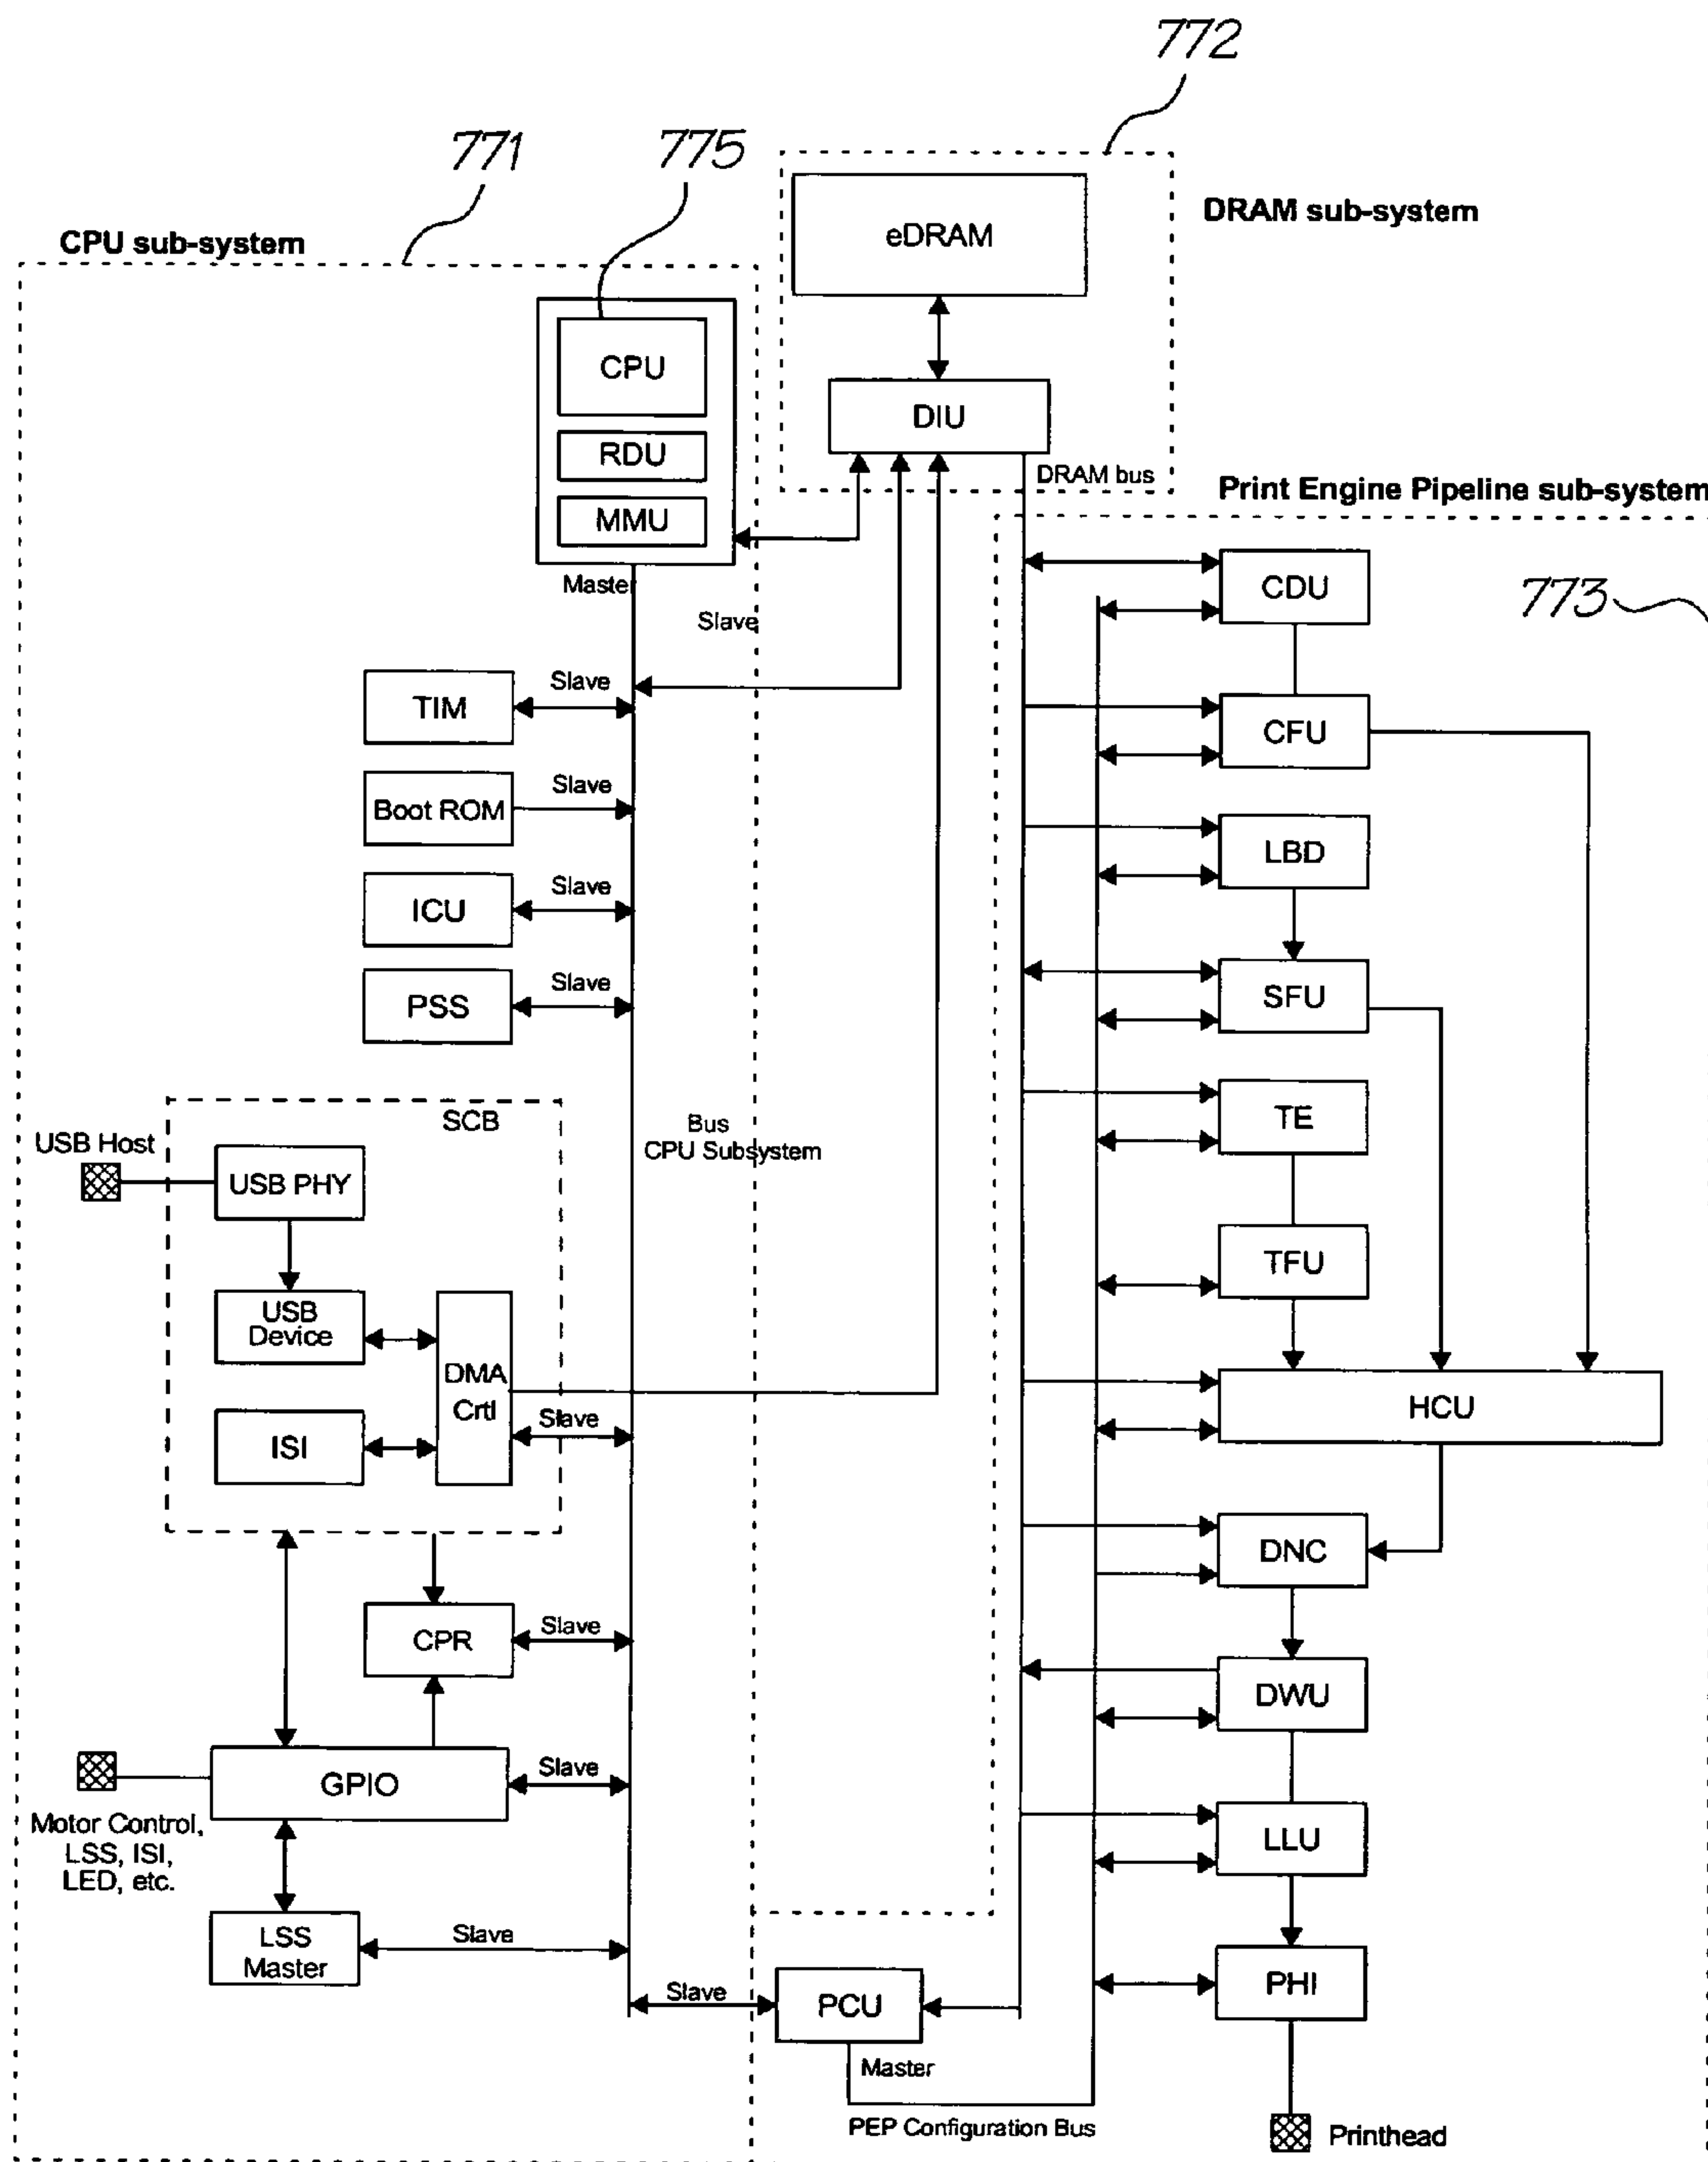 772
771
775
DRAM sub-system
CPU sub-system
eDRAM
CPU
DIU
RDU
DRAM bus
Print Engine Pipeline sub-system
MMU
Master
CDU
773
Slave
TIM
Slave
CFU
Boot ROM
Slave
LBD
ICU
Slave
PSS
Slave
SFU
SCB
Bus
CPU Subsystem
TE
USB Host
USB PHY
TFU
USB
Device
DMA
Crtl
Slave
HCU
ISI
DNC
CPR
Slave
DWU
GPIO
Slave
Motor Control,
LSS, ISI,
LED, etc.
LLU
LSS
Master
Slave
Slave
PCU
PHI
Master
PEP Configuration Bus
Printhead